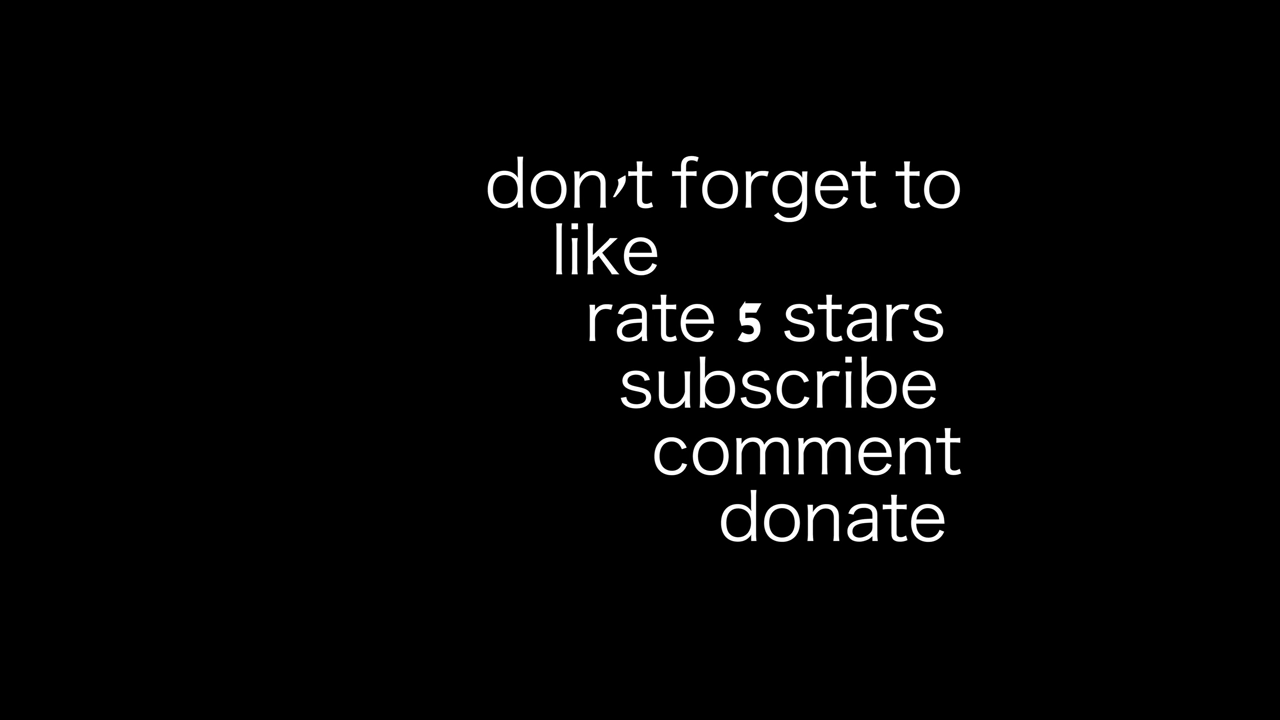 don't forget to
like
rate 5 stars
subscribe
comment
donate